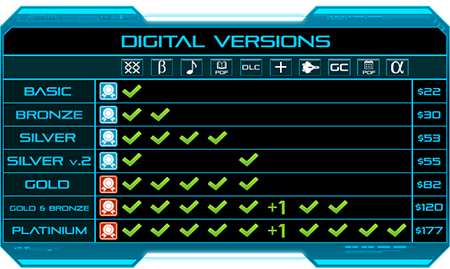 DIGITAL VERSIONS
β PDF DLC + GC PDF α
BASIC $22
BRONZE $30
SILVER $53
SILVER v.2 $55
GOLD $82
GOLD & BRONZE +1 $120
PLATINIUM +1 $177